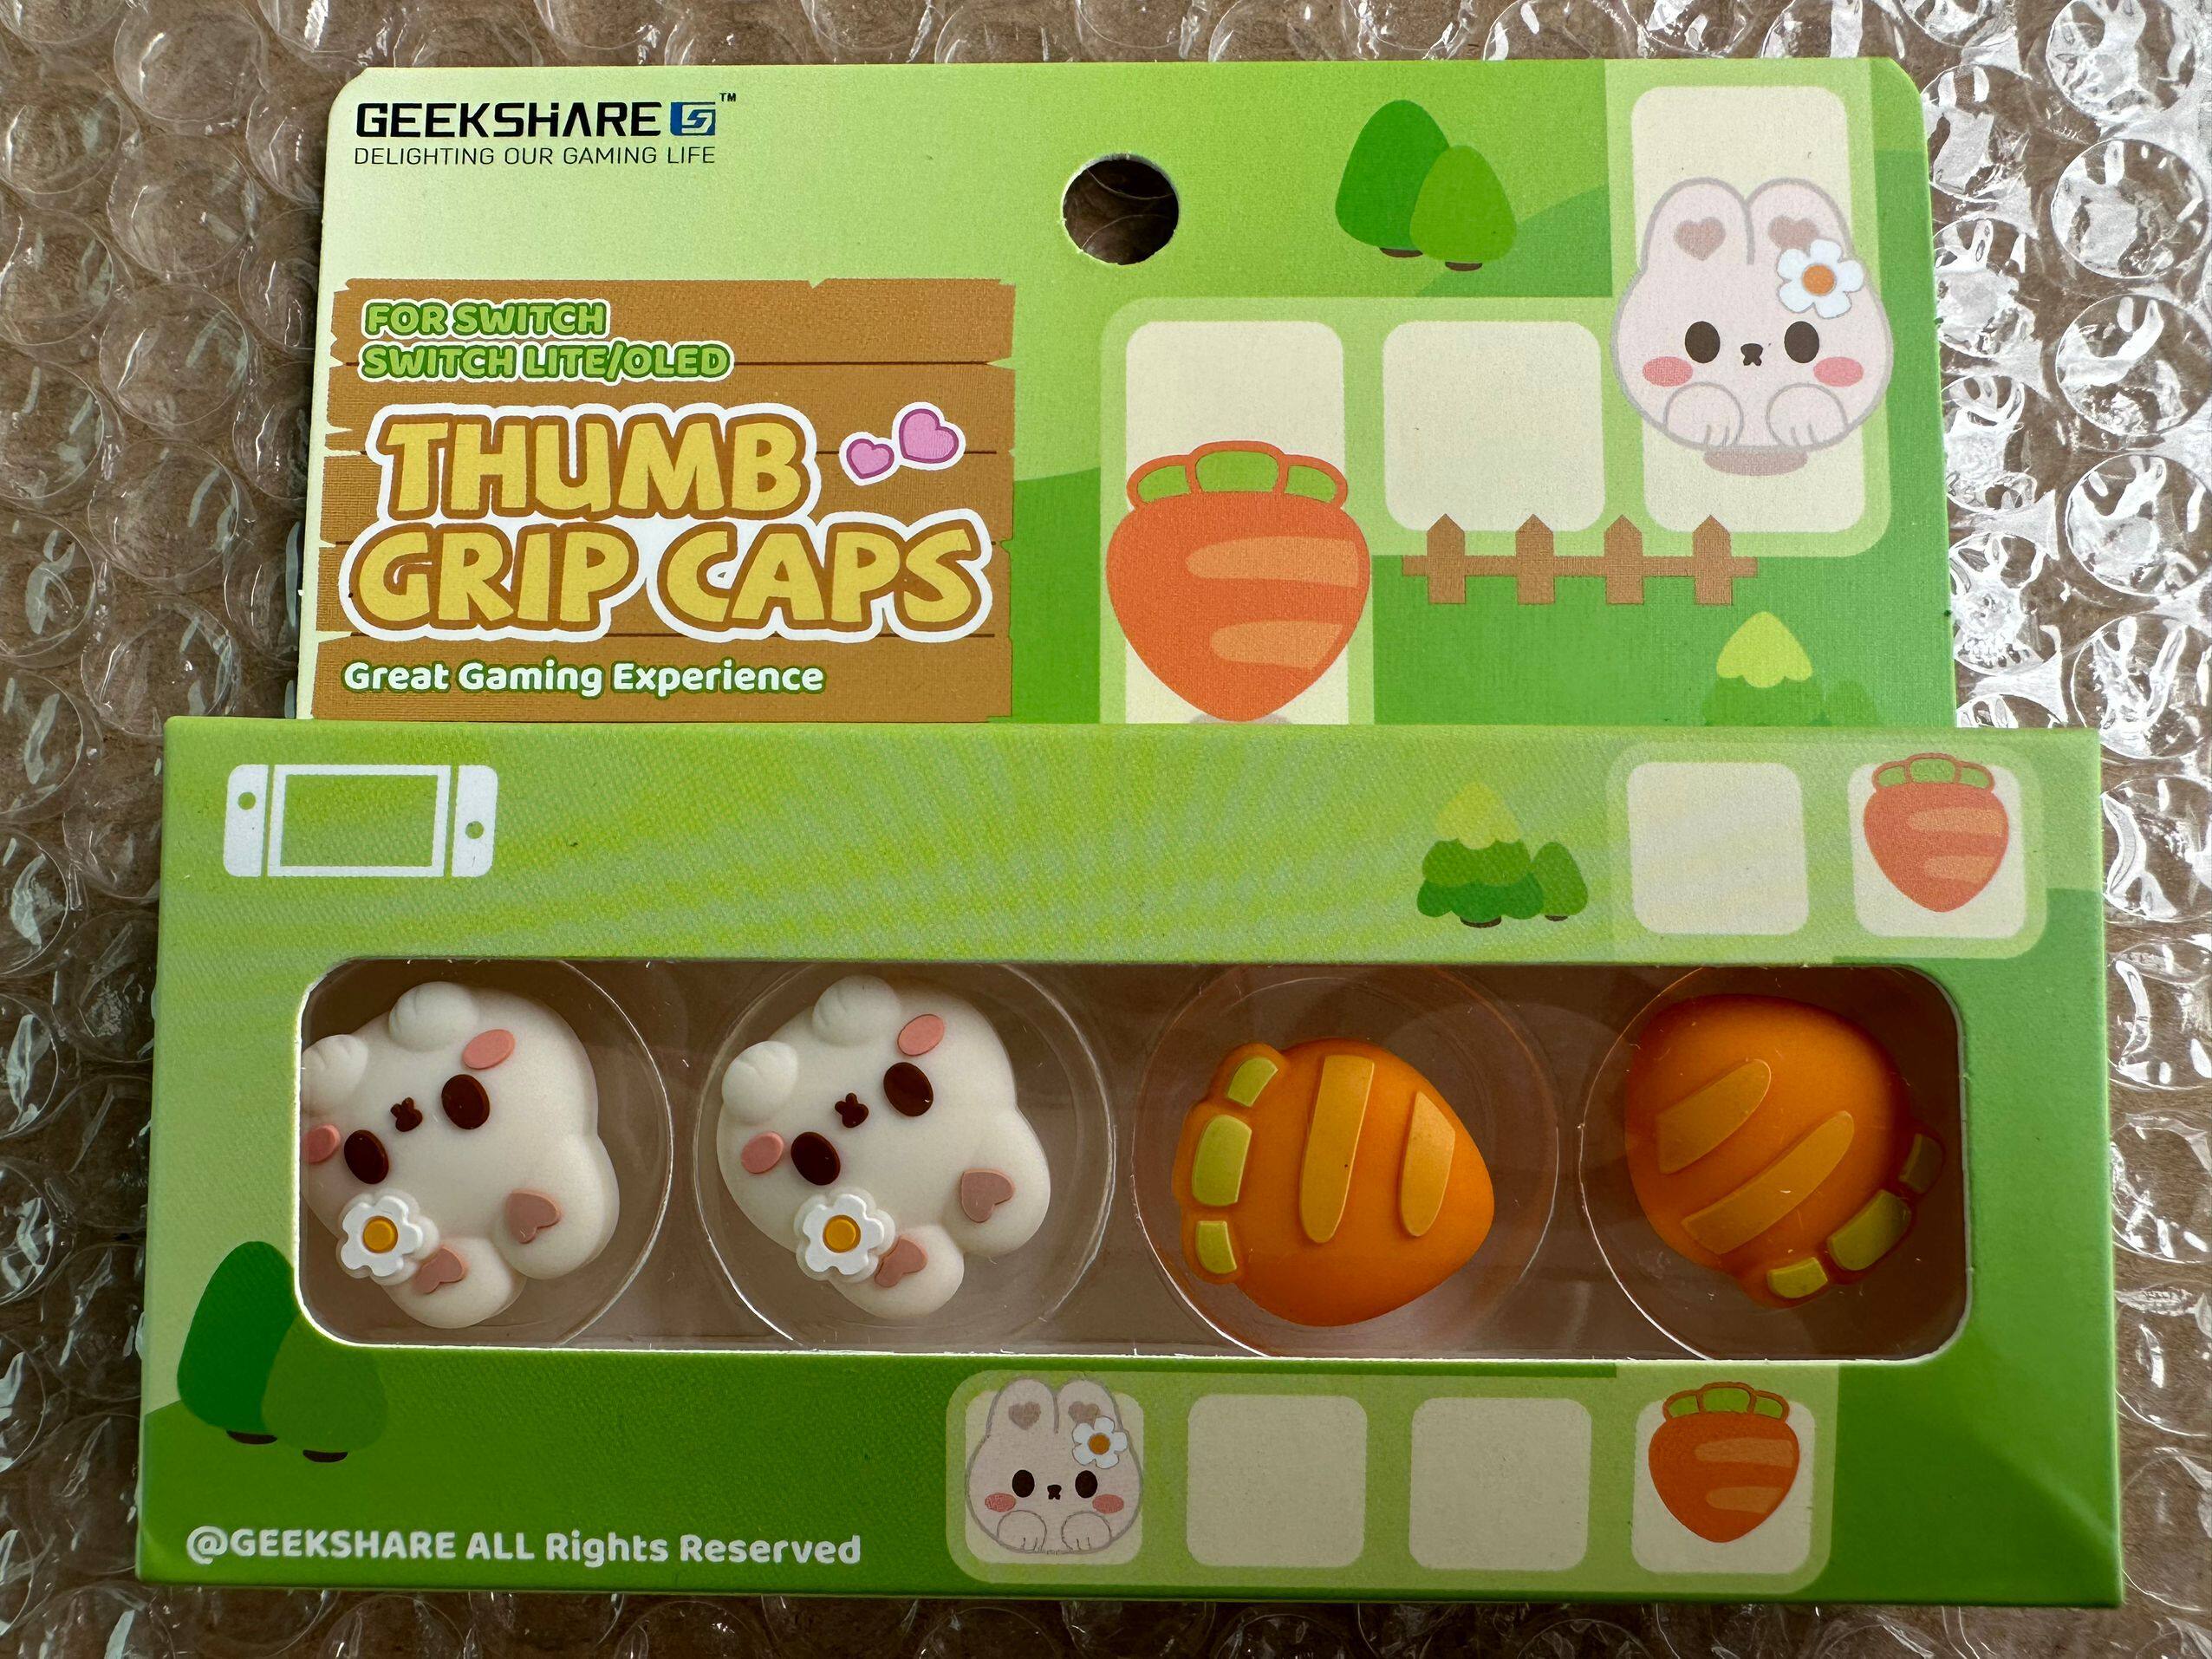 GEEKSHARE™
DELIGHTING OUR GAMING LIFE
FOR SWITCH
SWITCH LITE/OLED
THUMB
GRIP CAPS
Great Gaming Experience
@GEEKSHARE ALL Rights Reserved